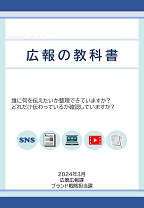 広報の教科書
誰に何を伝えたいか整理できていますか？
どれだけ伝わっているか確認していますか？
SNS
2024年3月
広聴広報課
ブランド戦略担当課